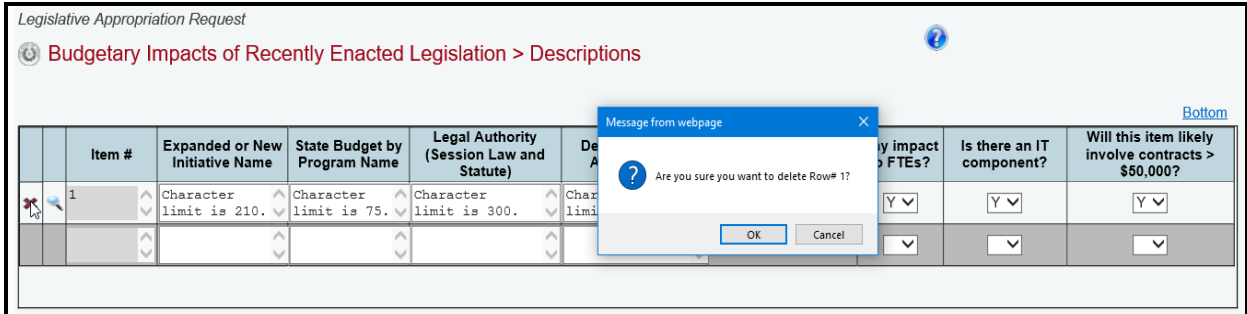 Legislative Appropriation Request
Budgetary Impacts of Recently Enacted Legislation > Descriptions
Bottom
Message from webpage
Are you sure you want to delete Row# 1?
OK Cancel
Item #
Expanded or New
Initiative Name
State Budget by
Program Name
Legal Authority
(Session Law and
Statute)
De
A
y impact
FTEs?
Is there an IT
component?
Will this item likely
involve contracts >
$50,000?
1
Character
limit is 210.
Character
limit is 75.
Character
limit is 300.
Char
limi
Y
Y
Y